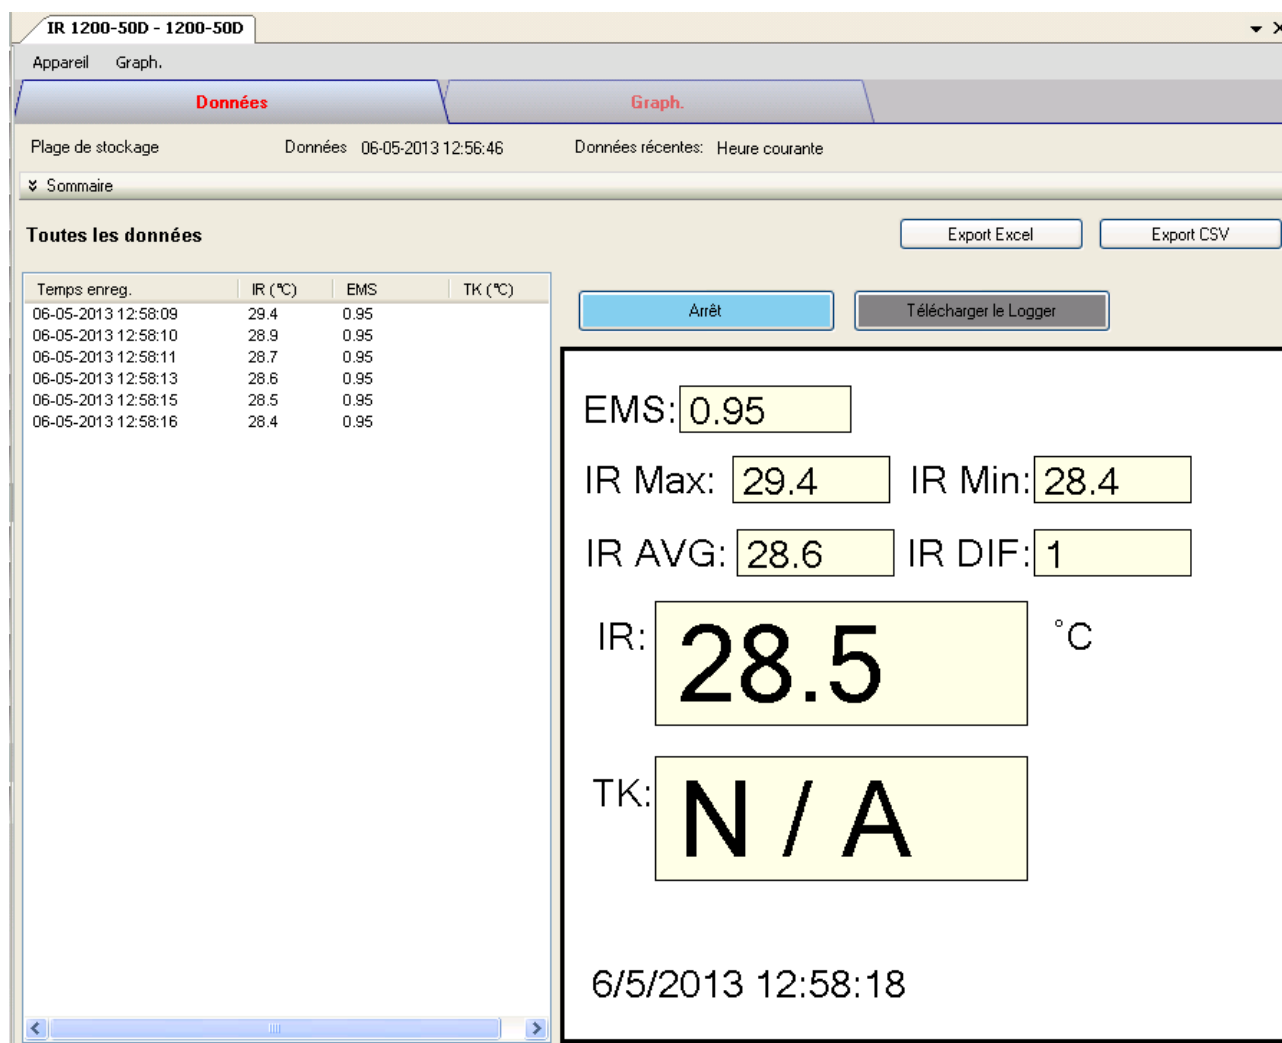 IR 1200-50D - 1200-50D
Appareil Graph.
Données Graph.
Plage de stockage Données 06-05-2013 12:56:46 Données récentes: Heure courante
Sommaire
Toutes les données Export Excel Export CSV
Temps enreg. IR (°C) EMS TK (°C)
06-05-2013 12:58:09 29.4 0.95
06-05-2013 12:58:10 28.9 0.95
06-05-2013 12:58:11 28.7 0.95
06-05-2013 12:58:13 28.6 0.95
06-05-2013 12:58:15 28.5 0.95
06-05-2013 12:58:16 28.4 0.95
Arrêt Télécharger le Logger
EMS: 0.95
IR Max: 29.4 IR Min: 28.4
IR AVG: 28.6 IR DIF: 1
IR: 28.5 °C
TK: N / A
6/5/2013 12:58:18